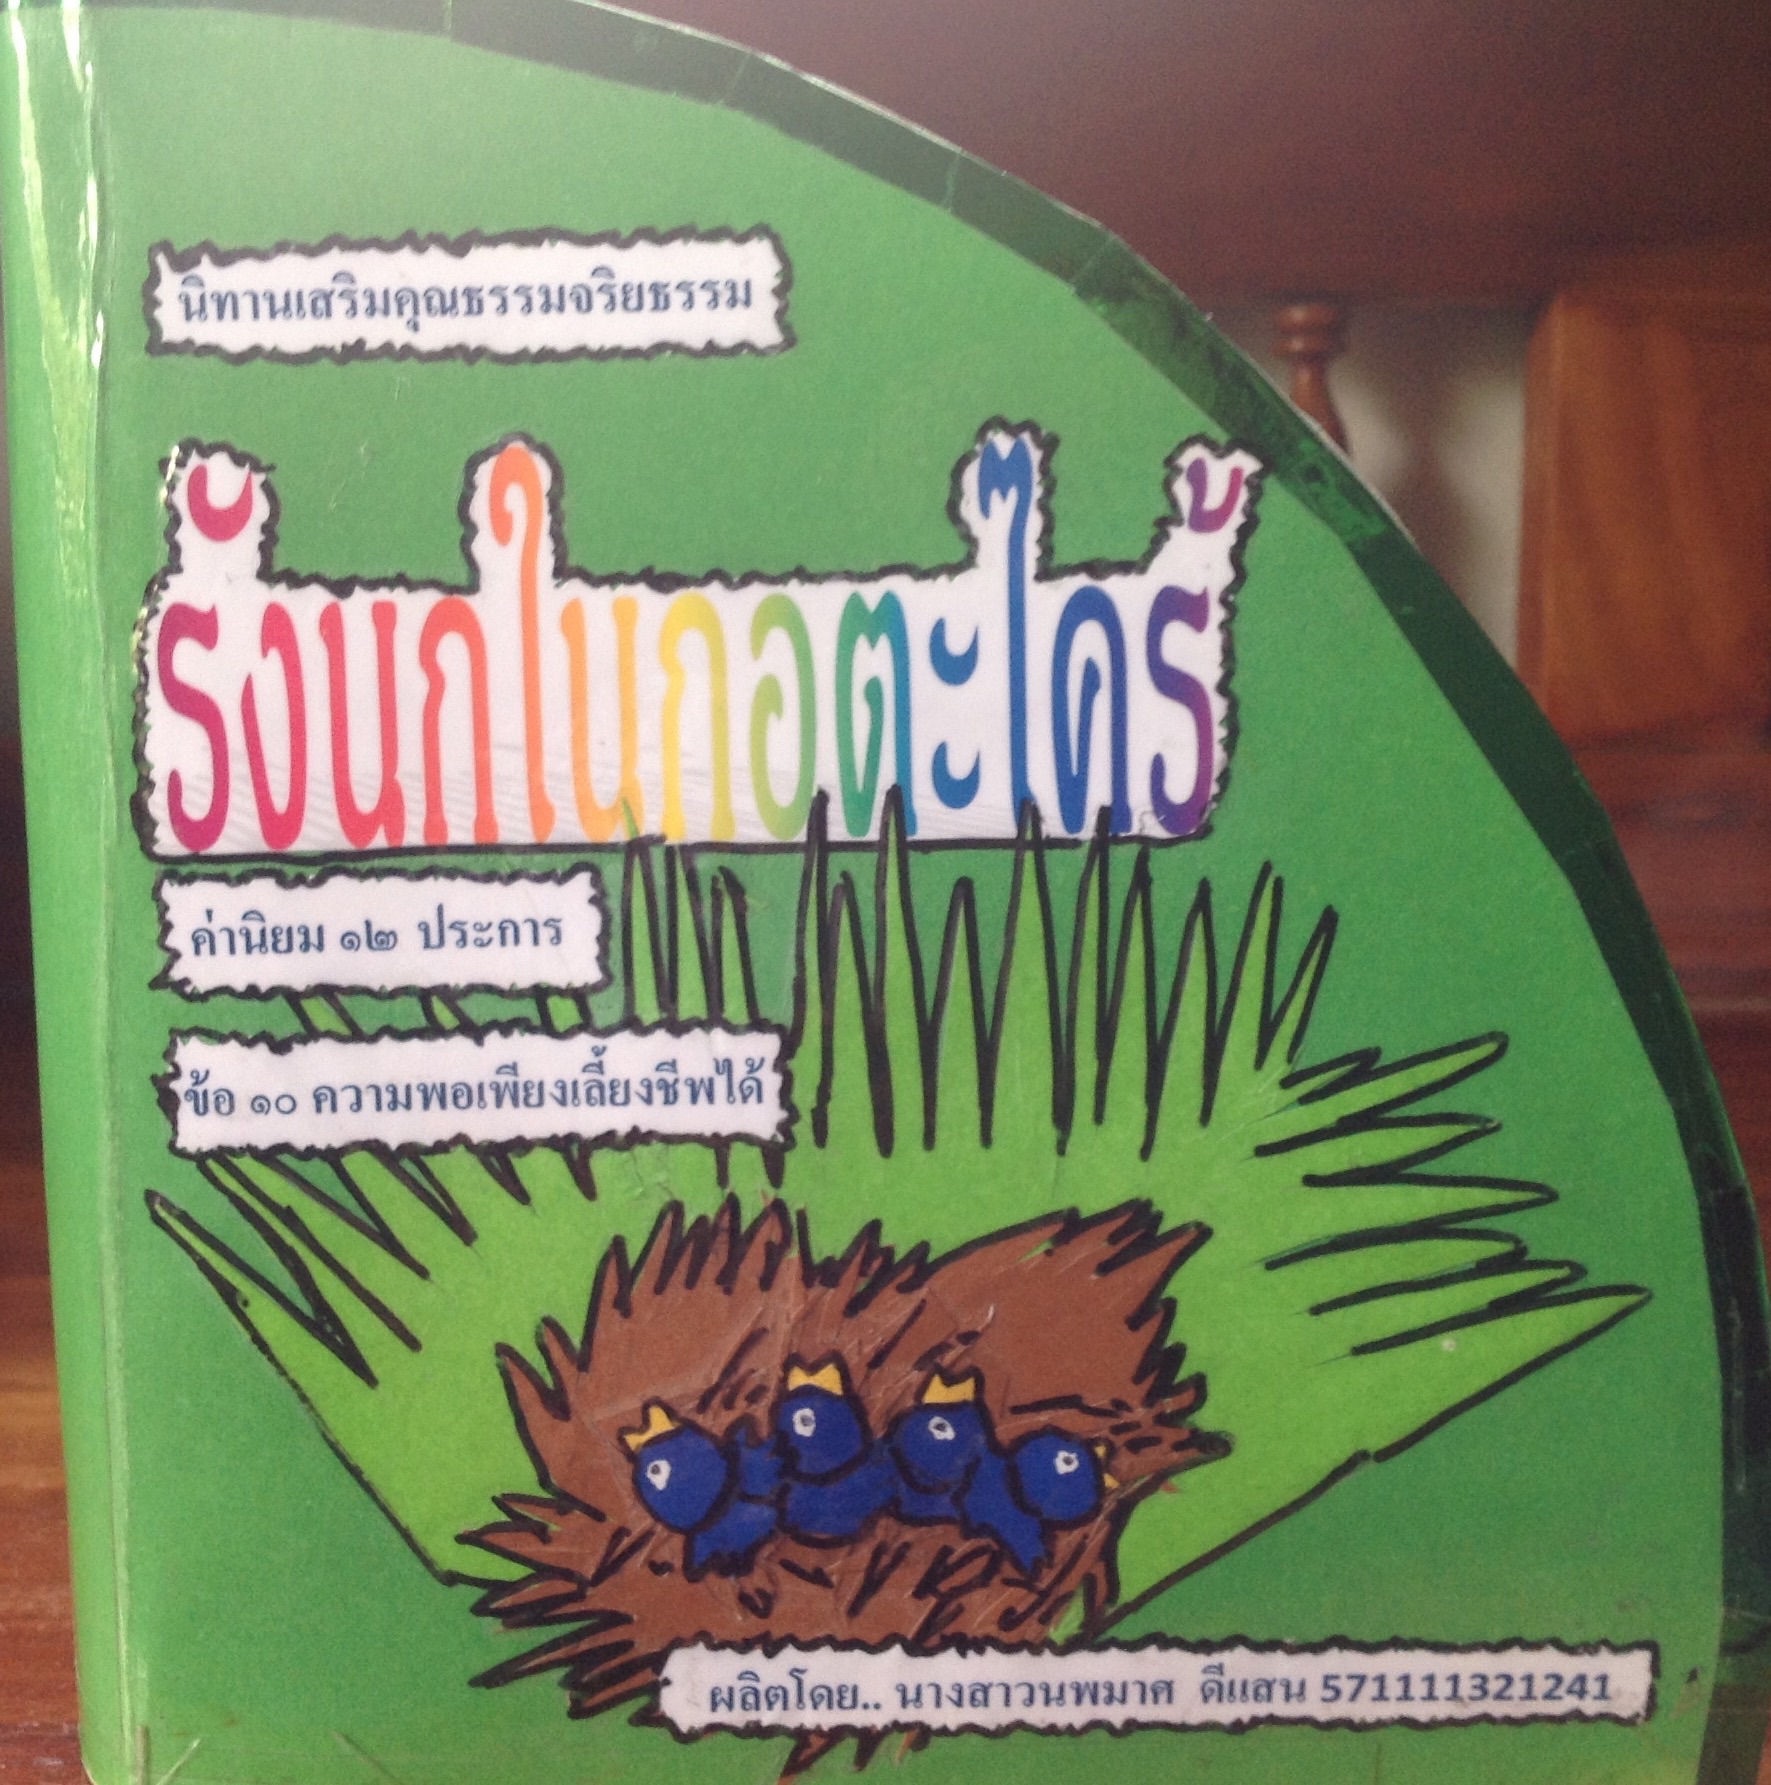 นิทานเสริมคุณธรรมจริยธรรม
รังนกในกอตะไคร้
ค่านิยม ๑๒ ประการ
ข้อ ๑๐ ความพอเพียงเลี้ยงชีพได้
ผลิตโดย.. นางสาวนพมาศ ดีแสน 571111321241